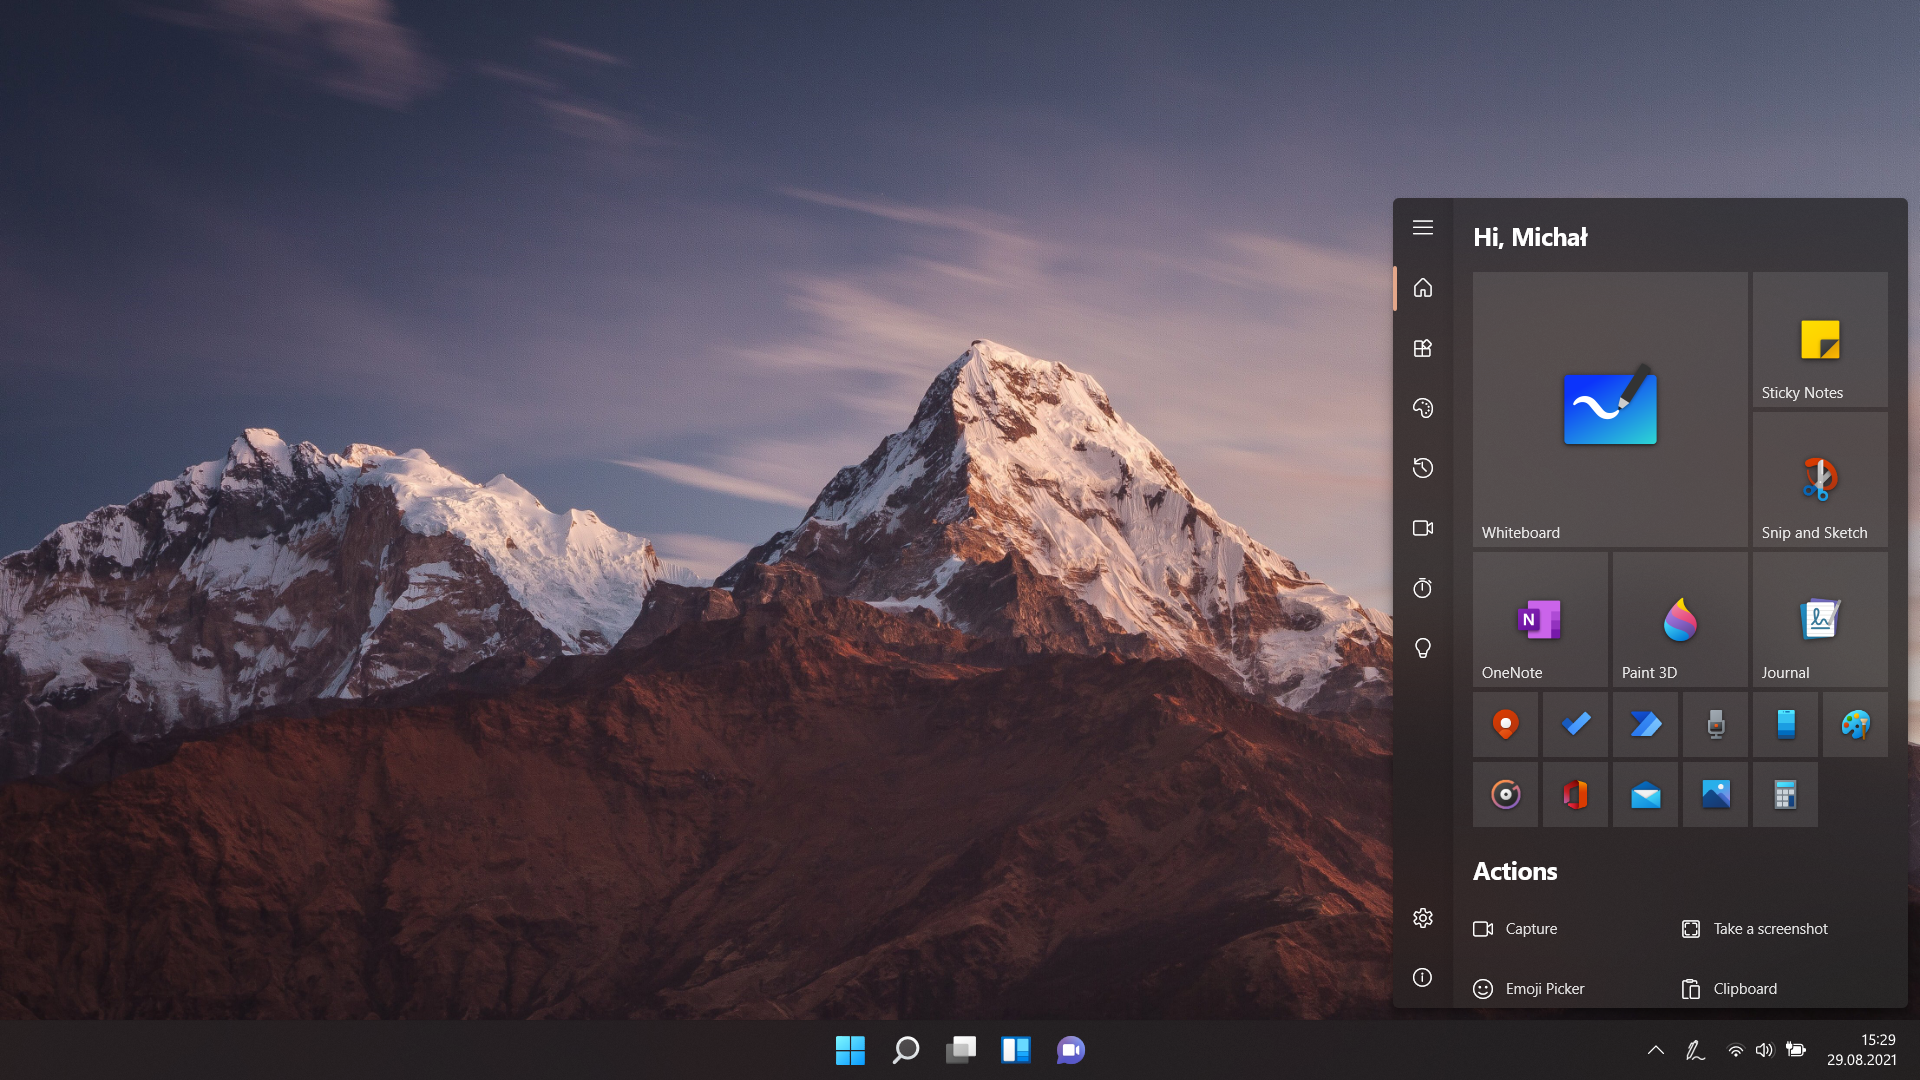 Hi, Michał
Whiteboard
Sticky Notes
Snip and Sketch
OneNote
N
Paint 3D
Journal
Actions
Capture
Take a screenshot
Emoji Picker
Clipboard
15:29
29.08.2021